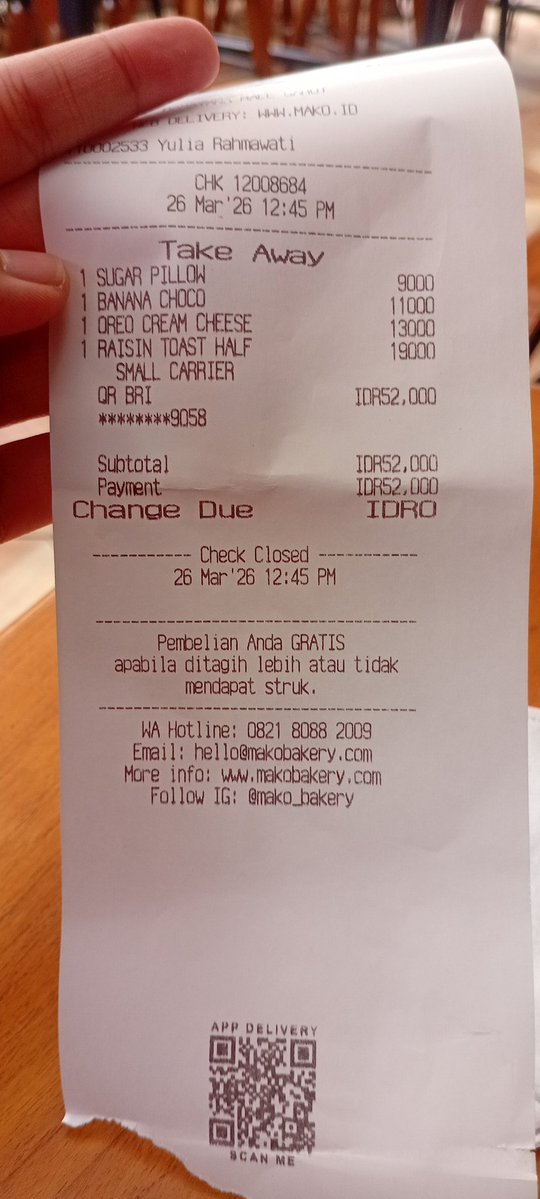 DELIVERY: WWW.MAKO.ID
Yulia Rahmawati
CHK 12008684
26 Mar'26 12:45 PM
Take Away
1 SUGAR PILLOW 9000
1 BANANA CHOCO 11000
1 OREO CREAM CHEESE 13000
1 RAISIN TOAST HALF 19000
SMALL CARRIER
QR BRI IDR52,000
********9058
Subtotal IDR52,000
Payment IDR52,000
Change Due IDR0
----------- Check Closed -----------
26 Mar'26 12:45 PM
Pembelian Anda GRATIS
apabila ditagih lebih atau tidak
mendapat struk.
WA Hotline: 0821 8088 2009
Email: hello@makobakery.com
More info: www.makobakery.com
Follow IG: @mako_bakery
APP DELIVERY
SCAN ME